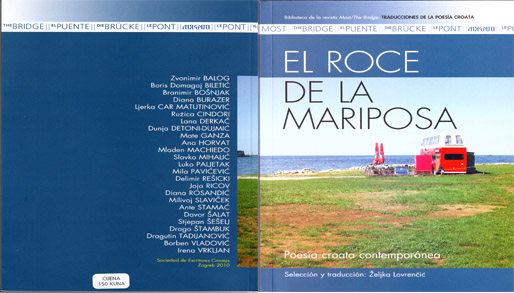 THE BRIDGE || EL PUENTE || DIE BRÜCKE || LE PONT ||
Zvonimir BALOG
Boris Domagoj BILETIĆ
Branimir BOŠNJAK
Diana BURAZER
Ljerka CAR MATUTINOVIĆ
Ružica CINDORI
Lana DERKAČ
Dunja DETONI-DUJMIĆ
Mate GANZA
Ana HORVAT
Mladen MACHIEDO
Slavko MIHALIĆ
Luko PALJETAK
Mila PAVIĆEVIĆ
Delimir REŠICKI
Joja RICOV
Diana ROSANDIĆ
Milivoj SLAVIČEK
Ante STAMAĆ
Davor ŠALAT
Stjepan ŠEŠELJ
Drago ŠTAMBUK
Dragutin TADIJANOVIĆ
Borben VLADOVIĆ
Irena VRKLJAN
Sociedad de Escritores Croatas
Zagreb 2010
CIJENA
150 KUNA
Biblioteca de la revista Most/The Bridge: TRADUCCIONES DE LA POESÍA CROATA
MOST || THE BRIDGE || EL PUENTE || DIE BRÜCKE || LE PONT ||
EL ROCE
DE LA
MARIPOSA
Poesía croata contemporánea
Selección y traducción: Željka Lovrenčić